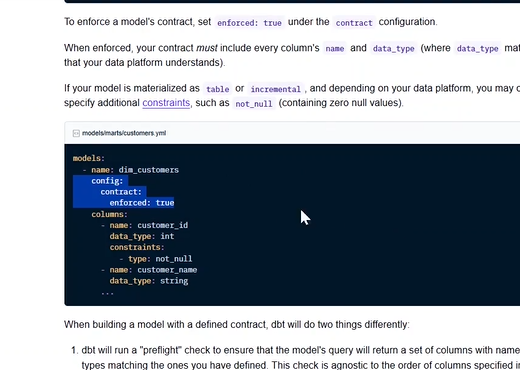 To enforce a model's contract, set enforced: true under the contract configuration.
When enforced, your contract must include every column's name and data_type (where data_type
that your data platform understands).
If your model is materialized as table or incremental, and depending on your data platform, you may
specify additional constraints, such as not_null (containing zero null values).
models/marts/customers.yml
models:
- name: dim_customers
config:
contract:
enforced: true
columns:
- name: customer_id
data_type: int
constraints:
- type: not_null
- name: customer_name
data_type: string
...
When building a model with a defined contract, dbt will do two things differently:
1. dbt will run a "preflight" check to ensure that the model's query will return a set of columns with name
types matching the ones you have defined. This check is agnostic to the order of columns specified